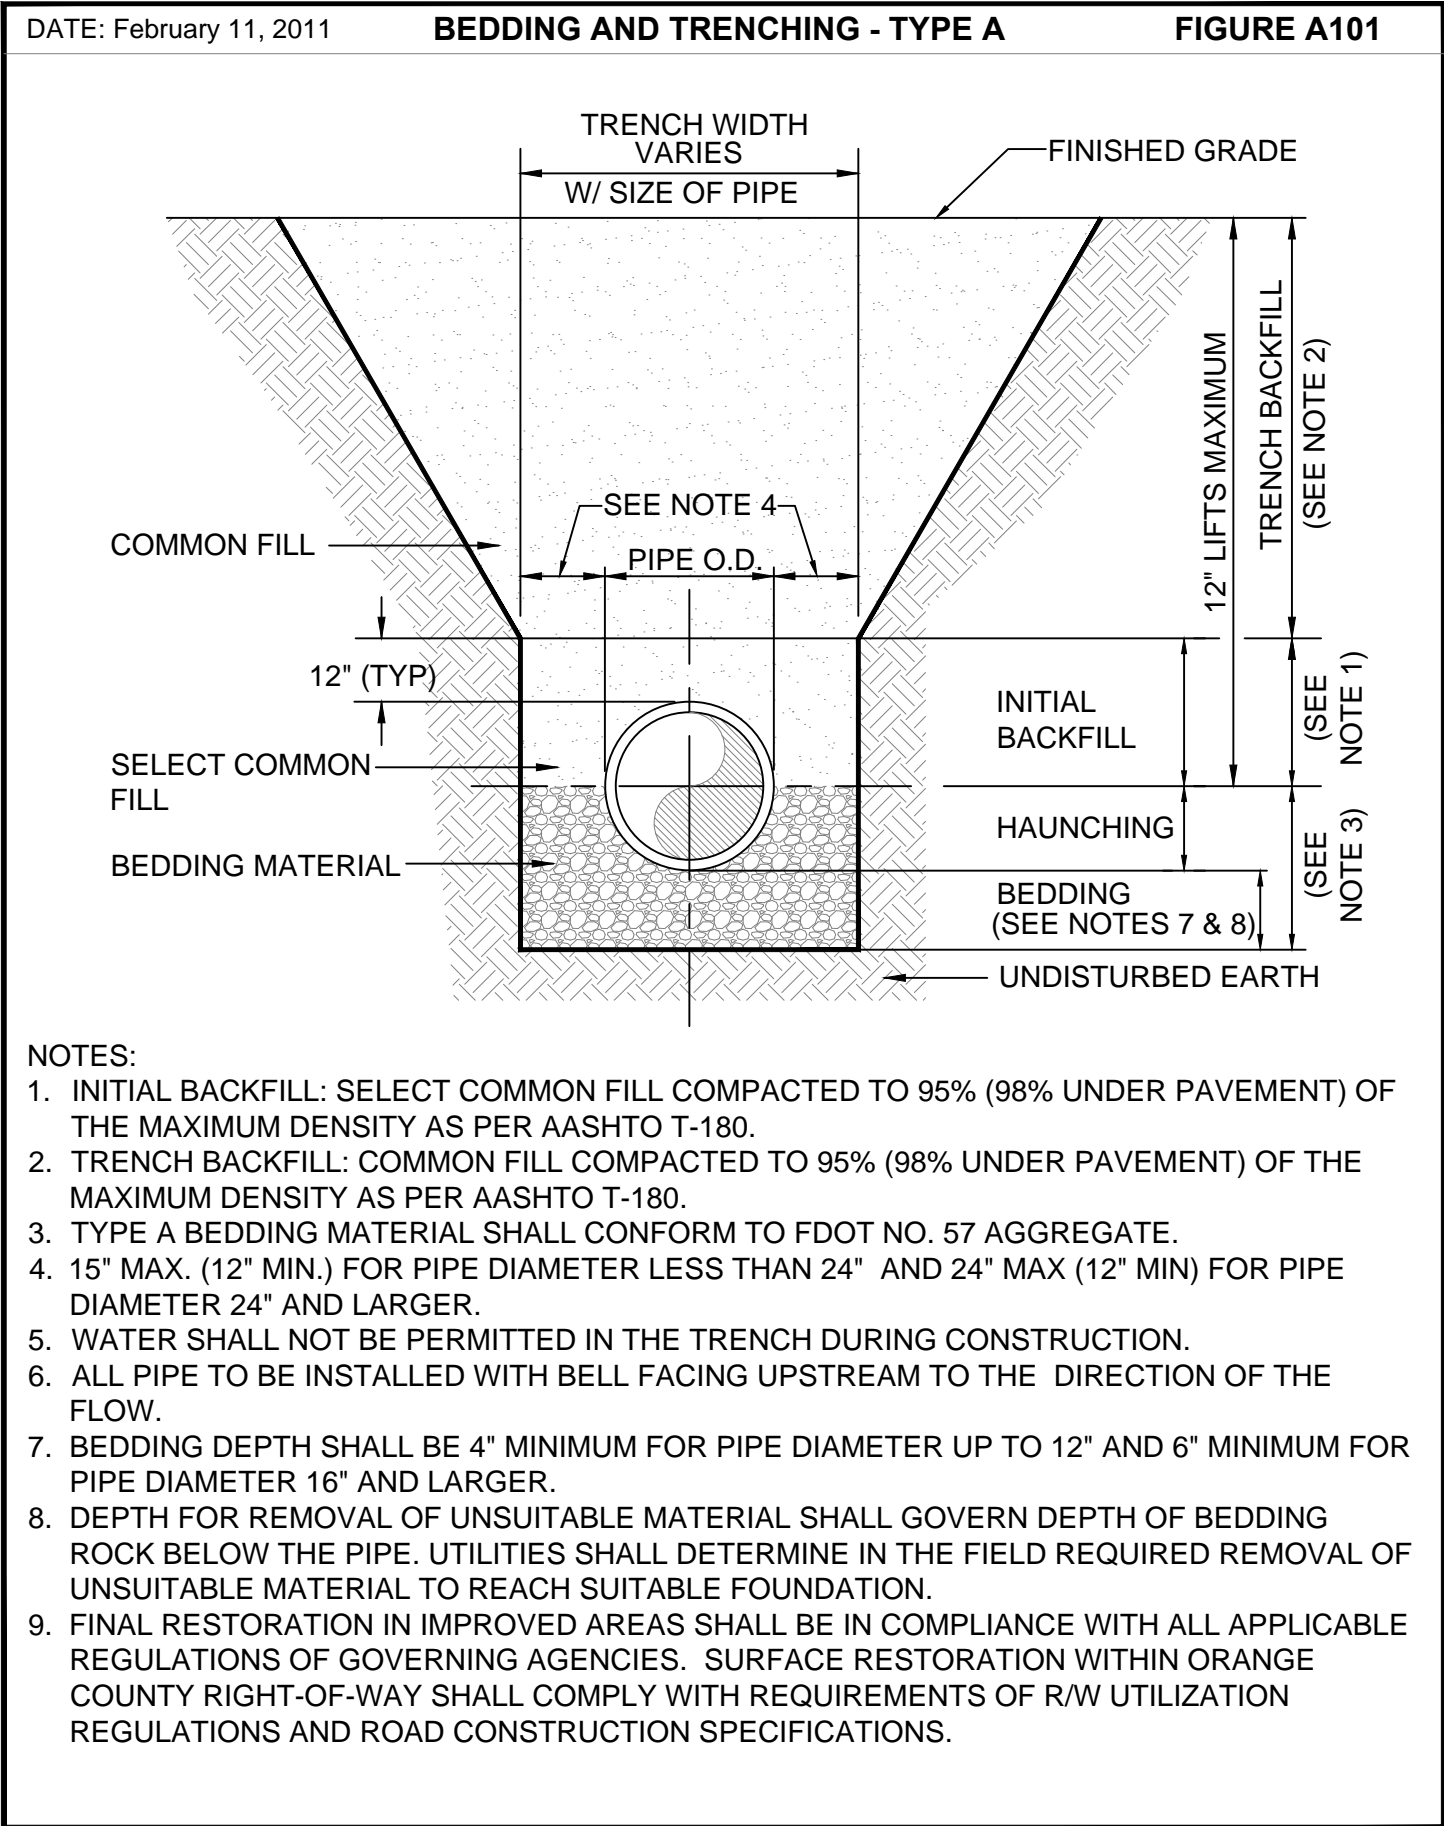 DATE: February 11, 2011
BEDDING AND TRENCHING - TYPE A
FIGURE A101
TRENCH WIDTH
VARIES
W/ SIZE OF PIPE
FINISHED GRADE
12" LIFTS MAXIMUM
TRENCH BACKFILL
(SEE NOTE 2)
SEE NOTE 4
PIPE O.D.
COMMON FILL
12" (TYP)
INITIAL
BACKFILL
(SEE
NOTE 1)
SELECT COMMON
FILL
HAUNCHING
BEDDING MATERIAL
BEDDING
(SEE NOTES 7 & 8)
(SEE
NOTE 3)
UNDISTURBED EARTH
NOTES:
1. INITIAL BACKFILL: SELECT COMMON FILL COMPACTED TO 95% (98% UNDER PAVEMENT) OF
THE MAXIMUM DENSITY AS PER AASHTO T-180.
2. TRENCH BACKFILL: COMMON FILL COMPACTED TO 95% (98% UNDER PAVEMENT) OF THE
MAXIMUM DENSITY AS PER AASHTO T-180.
3. TYPE A BEDDING MATERIAL SHALL CONFORM TO FDOT NO. 57 AGGREGATE.
4. 15" MAX. (12" MIN.) FOR PIPE DIAMETER LESS THAN 24" AND 24" MAX (12" MIN) FOR PIPE
DIAMETER 24" AND LARGER.
5. WATER SHALL NOT BE PERMITTED IN THE TRENCH DURING CONSTRUCTION.
6. ALL PIPE TO BE INSTALLED WITH BELL FACING UPSTREAM TO THE DIRECTION OF THE
FLOW.
7. BEDDING DEPTH SHALL BE 4" MINIMUM FOR PIPE DIAMETER UP TO 12" AND 6" MINIMUM FOR
PIPE DIAMETER 16" AND LARGER.
8. DEPTH FOR REMOVAL OF UNSUITABLE MATERIAL SHALL GOVERN DEPTH OF BEDDING
ROCK BELOW THE PIPE. UTILITIES SHALL DETERMINE IN THE FIELD REQUIRED REMOVAL OF
UNSUITABLE MATERIAL TO REACH SUITABLE FOUNDATION.
9. FINAL RESTORATION IN IMPROVED AREAS SHALL BE IN COMPLIANCE WITH ALL APPLICABLE
REGULATIONS OF GOVERNING AGENCIES. SURFACE RESTORATION WITHIN ORANGE
COUNTY RIGHT-OF-WAY SHALL COMPLY WITH REQUIREMENTS OF R/W UTILIZATION
REGULATIONS AND ROAD CONSTRUCTION SPECIFICATIONS.